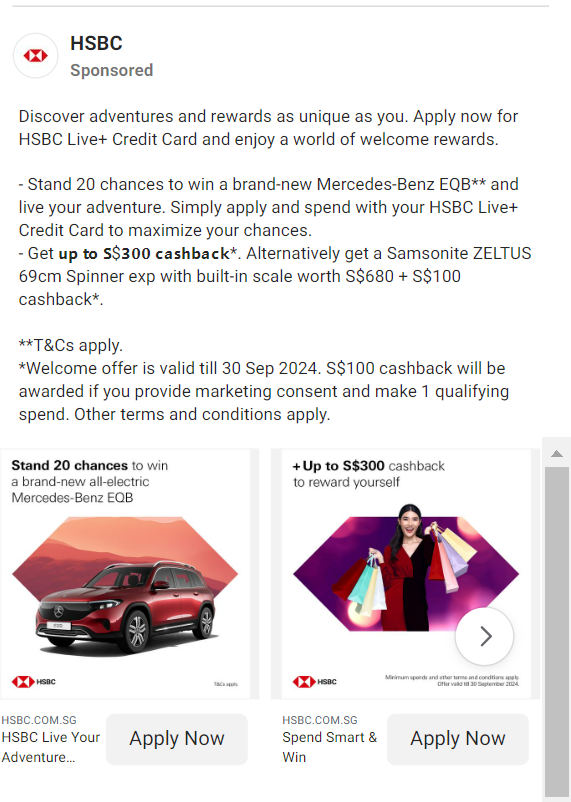 HSBC
Sponsored
Discover adventures and rewards as unique as you. Apply now for
HSBC Live+ Credit Card and enjoy a world of welcome rewards.
- Stand 20 chances to win a brand-new Mercedes-Benz EQB** and
live your adventure. Simply apply and spend with your HSBC Live+
Credit Card to maximize your chances.
- Get up to S$300 cashback*. Alternatively get a Samsonite ZELTUS
69cm Spinner exp with built-in scale worth S$680 + S$100
cashback*.
**T&Cs apply.
*Welcome offer is valid till 30 Sep 2024. S$100 cashback will be
awarded if you provide marketing consent and make 1 qualifying
spend. Other terms and conditions apply.
Stand 20 chances to win
a brand-new all-electric
Mercedes-Benz EQB
HSBC
T&Cs apply.
+Up to S$300 cashback
to reward yourself
HSBC
Minimum spends and other terms and conditions apply.
Offer valid till 30 September 2024.
HSBC.COM.SG
HSBC Live Your
Adventure...
Apply Now
HSBC.COM.SG
Spend Smart &
Win
Apply Now